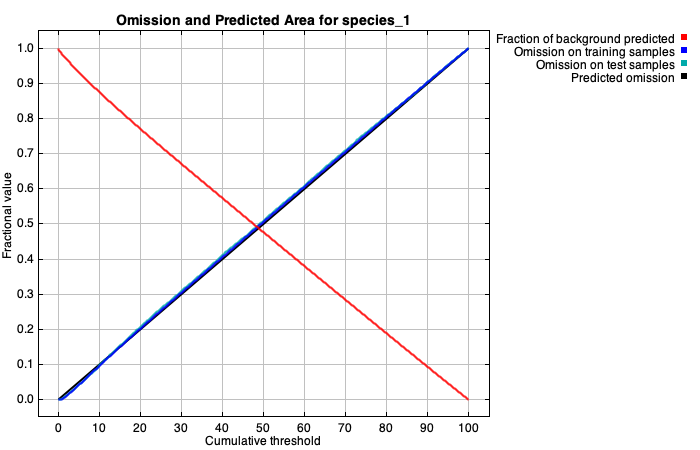 Omission and Predicted Area for species_1
Fraction of background predicted
Omission on training samples
Omission on test samples
Predicted omission
Fractional value
1.0
0.9
0.8
0.7
0.6
0.5
0.4
0.3
0.2
0.1
0.0
0 10 20 30 40 50 60 70 80 90 100
Cumulative threshold